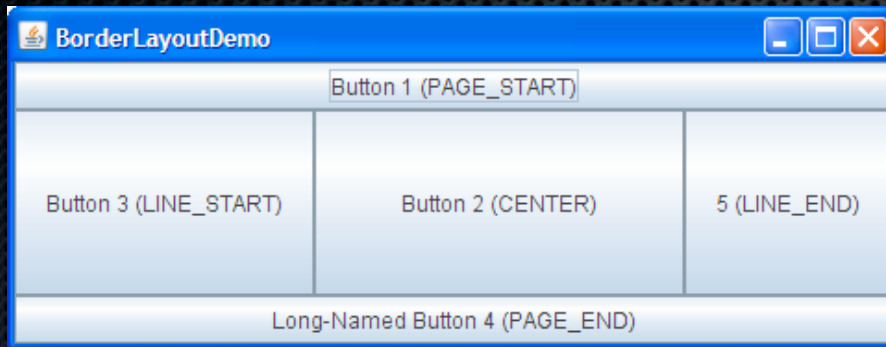 BorderLayoutDemo
Button 1 (PAGE_START)
Button 3 (LINE_START)
Button 2 (CENTER)
5 (LINE_END)
Long-Named Button 4 (PAGE_END)